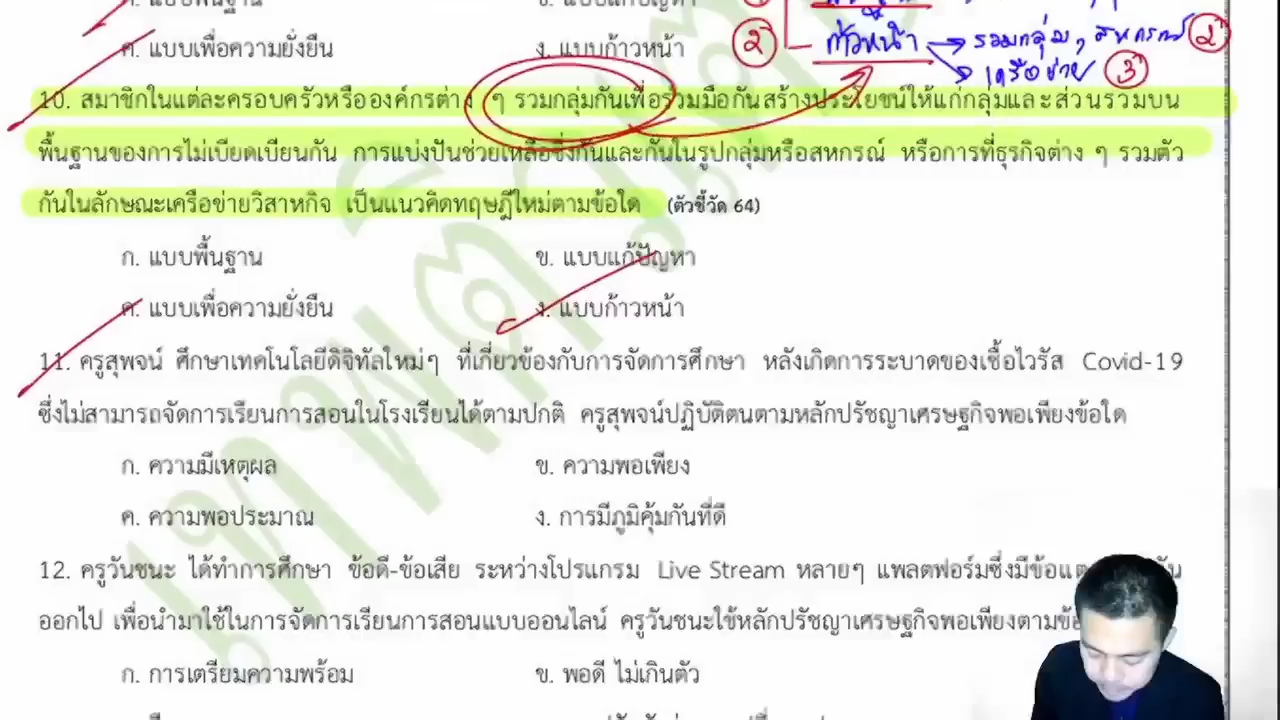 ก. แบบพื้นฐาน ข. แบบแก้ปัญหา
ค. แบบเพื่อความยั่งยืน ง. แบบก้าวหน้า
② ก้าวหน้า → รวมกลุ่ม, สหกรณ์ ②
→ เครือข่าย ③
10. สมาชิกในแต่ละครอบครัวหรือองค์กรต่าง ๆ รวมกลุ่มกันเพื่อร่วมมือกันสร้างประโยชน์ให้แก่กลุ่มและส่วนรวมบน
พื้นฐานของการไม่เบียดเบียนกัน การแบ่งปันช่วยเหลือซึ่งกันและกันในรูปกลุ่มหรือสหกรณ์ หรือการที่ธุรกิจต่าง ๆ รวมตัว
กันในลักษณะเครือข่ายวิสาหกิจ เป็นแนวคิดทฤษฎีใหม่ตามข้อใด (ตัวชี้วัด 64)
ก. แบบพื้นฐาน ข. แบบแก้ปัญหา
ค. แบบเพื่อความยั่งยืน ง. แบบก้าวหน้า
11. ครูสุพจน์ ศึกษาเทคโนโลยีดิจิทัลใหม่ๆ ที่เกี่ยวข้องกับการจัดการศึกษา หลังเกิดการระบาดของเชื้อไวรัส Covid-19
ซึ่งไม่สามารถจัดการเรียนการสอนในโรงเรียนได้ตามปกติ ครูสุพจน์ปฏิบัติตนตามหลักปรัชญาเศรษฐกิจพอเพียงข้อใด
ก. ความมีเหตุผล ข. ความพอเพียง
ค. ความพอประมาณ ง. การมีภูมิคุ้มกันที่ดี
12. ครูวันชนะ ได้ทำการศึกษา ข้อดี-ข้อเสีย ระหว่างโปรแกรม Live Stream หลายๆ แพลตฟอร์มซึ่งมีข้อ
ออกไป เพื่อนำมาใช้ในการจัดการเรียนการสอนแบบออนไลน์ ครูวันชนะใช้หลักปรัชญาเศรษฐกิจพอเพียงตาม
ก. การเตรียมความพร้อม ข. พอดี ไม่เกินตัว